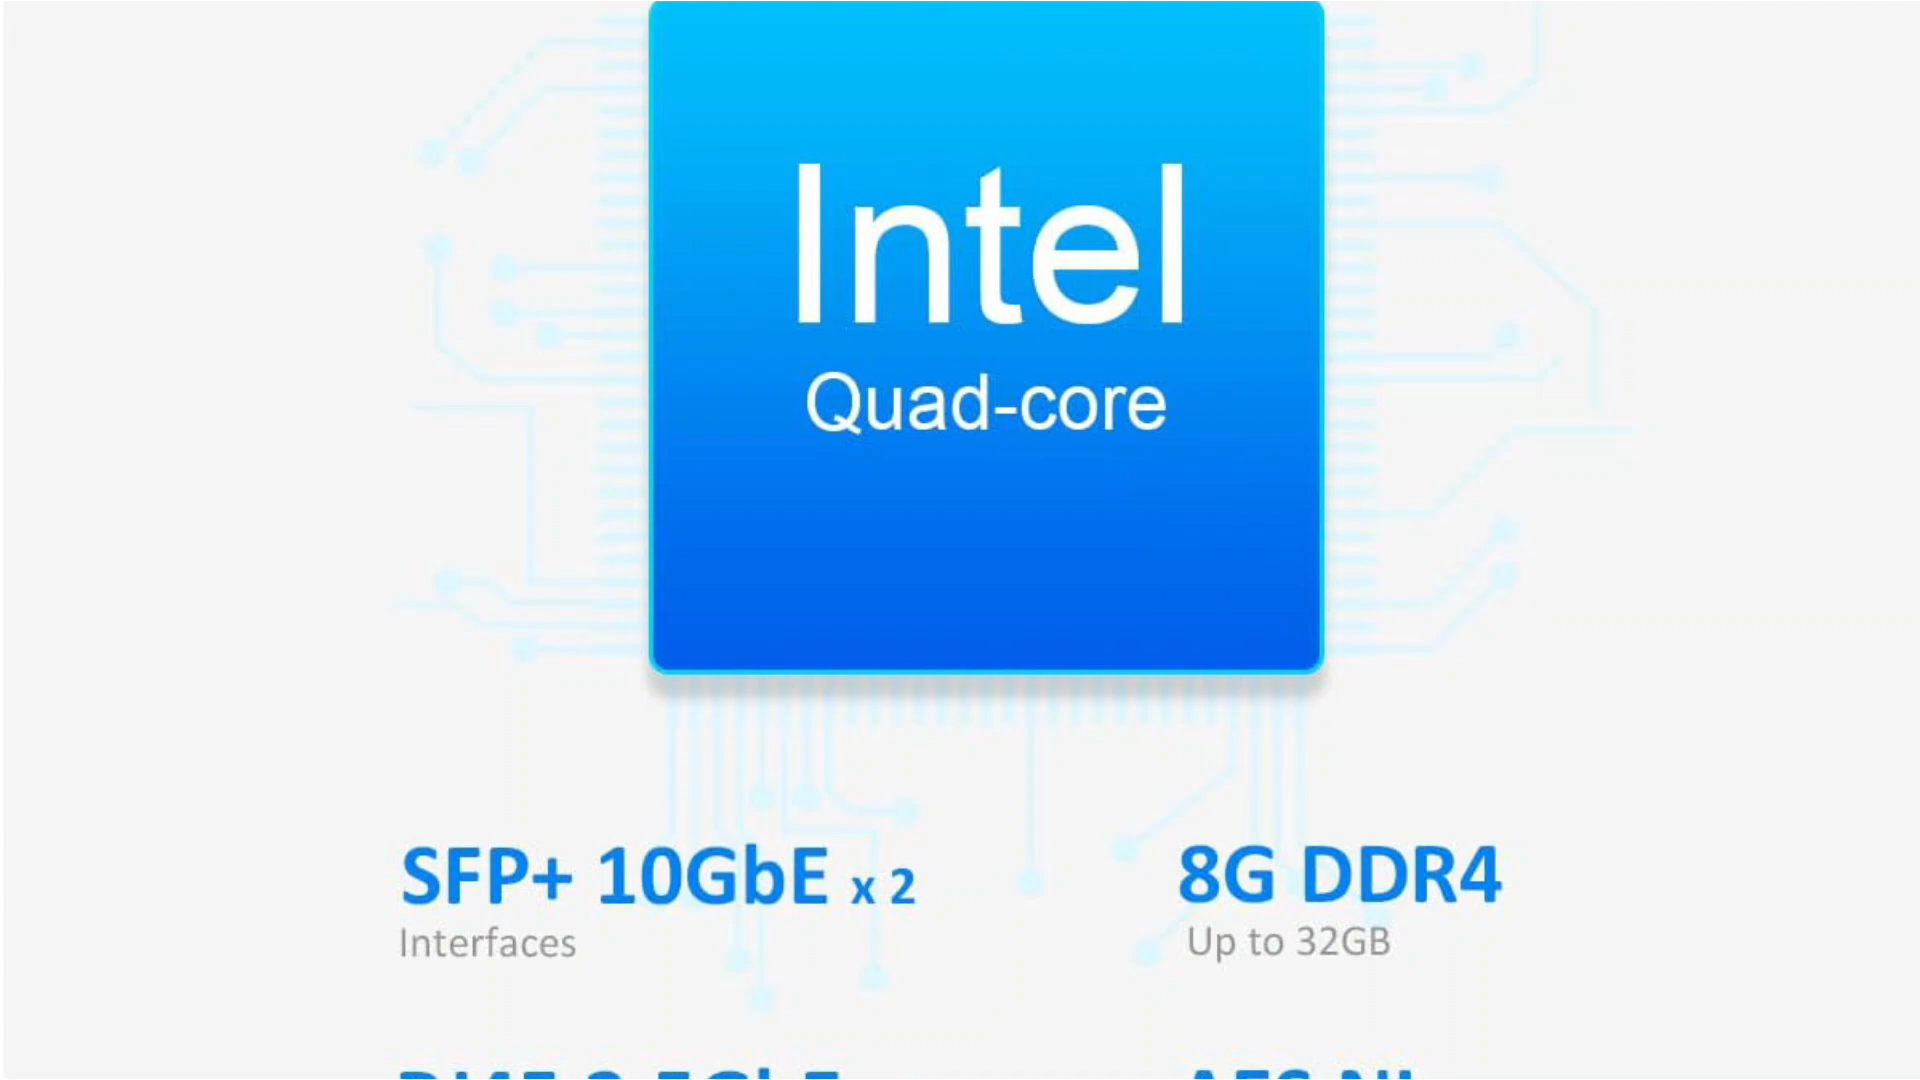 Intel
Quad-core
SFP+ 10GbE x 2
Interfaces
8G DDR4
Up to 32GB